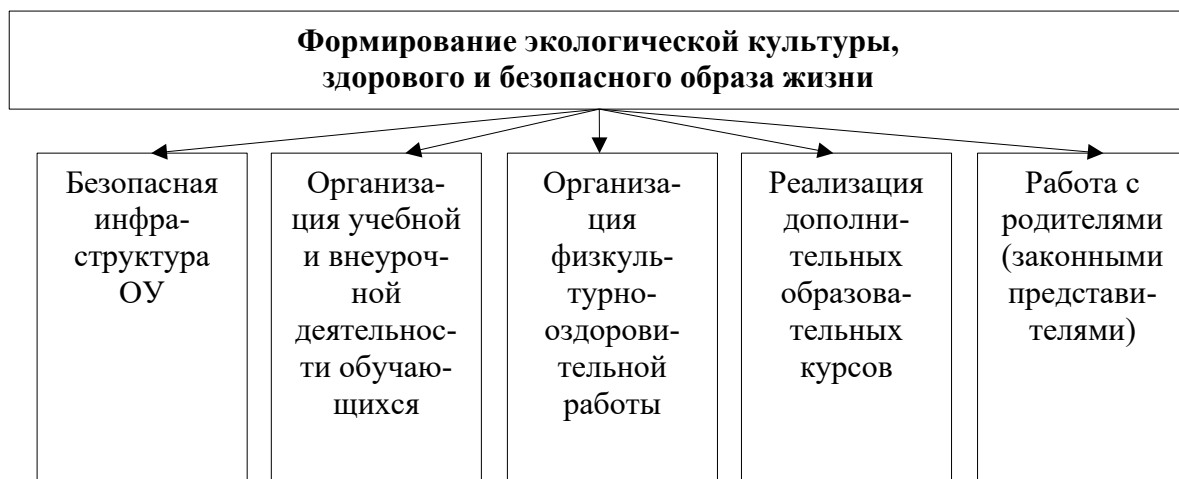 Формирование экологической культуры,
здорового и безопасного образа жизни
Безопасная
инфра-
структура
ОУ
Организа-
ция учебной
и внеуроч-
ной
деятельнос-
ти обучаю-
щихся
Организа-
ция
физкуль-
турно-
оздорови-
тельной
работы
Реализация
дополни-
тельных
образова-
тельных
курсов
Работа с
родителями
(законными
представи-
телями)